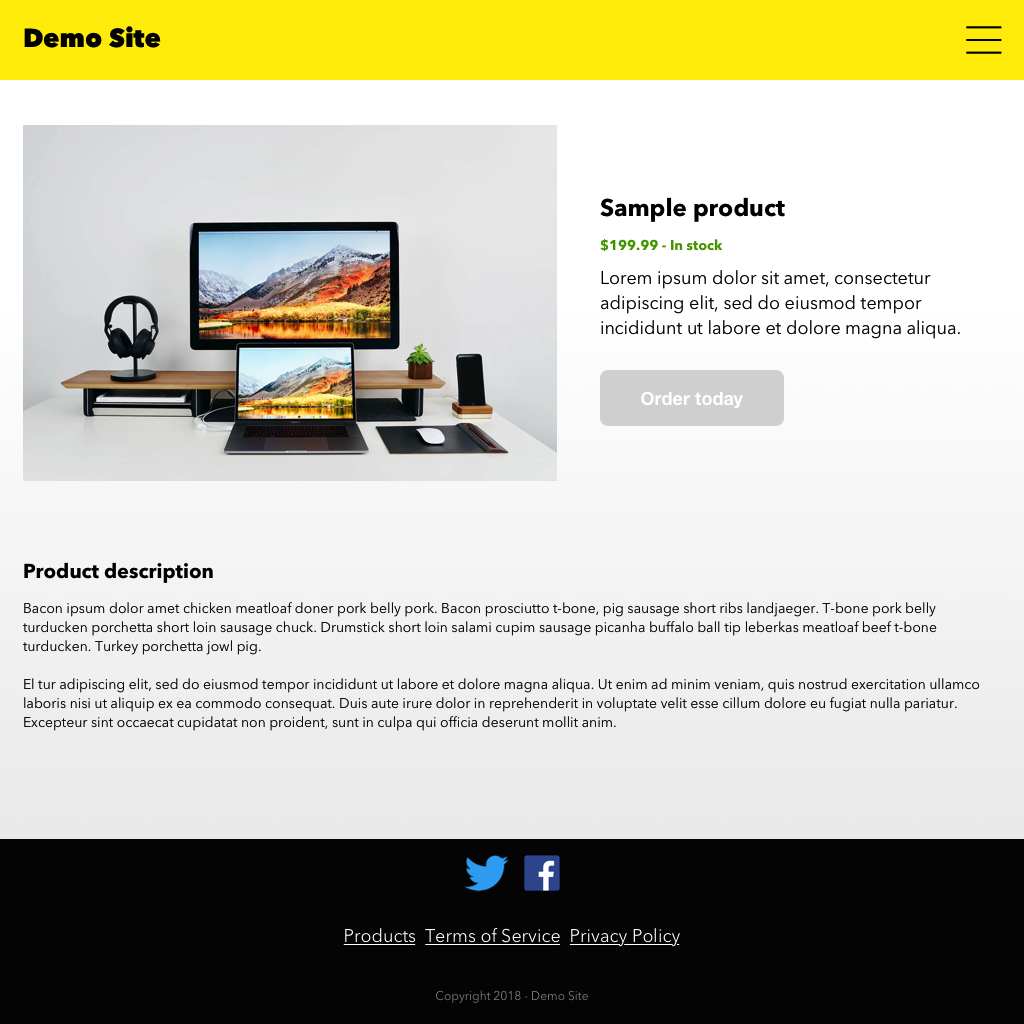 Demo Site
Sample product
$199.99 - In stock
Lorem ipsum dolor sit amet, consectetur
adipiscing elit, sed do eiusmod tempor
incididunt ut labore et dolore magna aliqua.
Order today
Product description
Bacon ipsum dolor amet chicken meatloaf doner pork belly pork. Bacon prosciutto t-bone, pig sausage short ribs landjaeger. T-bone pork belly
turducken porchetta short loin sausage chuck. Drumstick short loin salami cupim sausage picanha buffalo ball tip leberkas meatloaf beef t-bone
turducken. Turkey porchetta jowl pig.
El tur adipiscing elit, sed do eiusmod tempor incididunt ut labore et dolore magna aliqua. Ut enim ad minim veniam, quis nostrud exercitation ullamco
laboris nisi ut aliquip ex ea commodo consequat. Duis aute irure dolor in reprehenderit in voluptate velit esse cillum dolore eu fugiat nulla pariatur.
Excepteur sint occaecat cupidatat non proident, sunt in culpa qui officia deserunt mollit anim.
Products Terms of Service Privacy Policy
Copyright 2018 - Demo Site